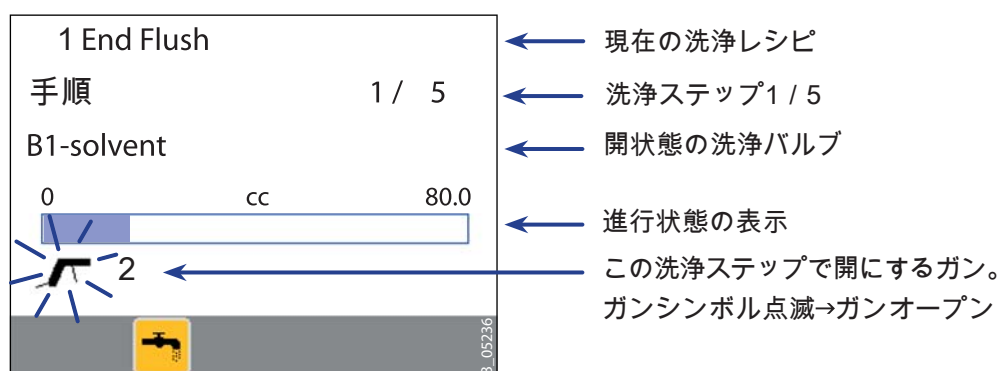 1 End Flush
現在の洗浄レシピ
手順 1 / 5
洗浄ステップ1 / 5
B1-solvent
開状態の洗浄バルブ
0 cc 80.0
進行状態の表示
2
この洗浄ステップで開にするガン。
ガンシンボル点滅→ガンオープン